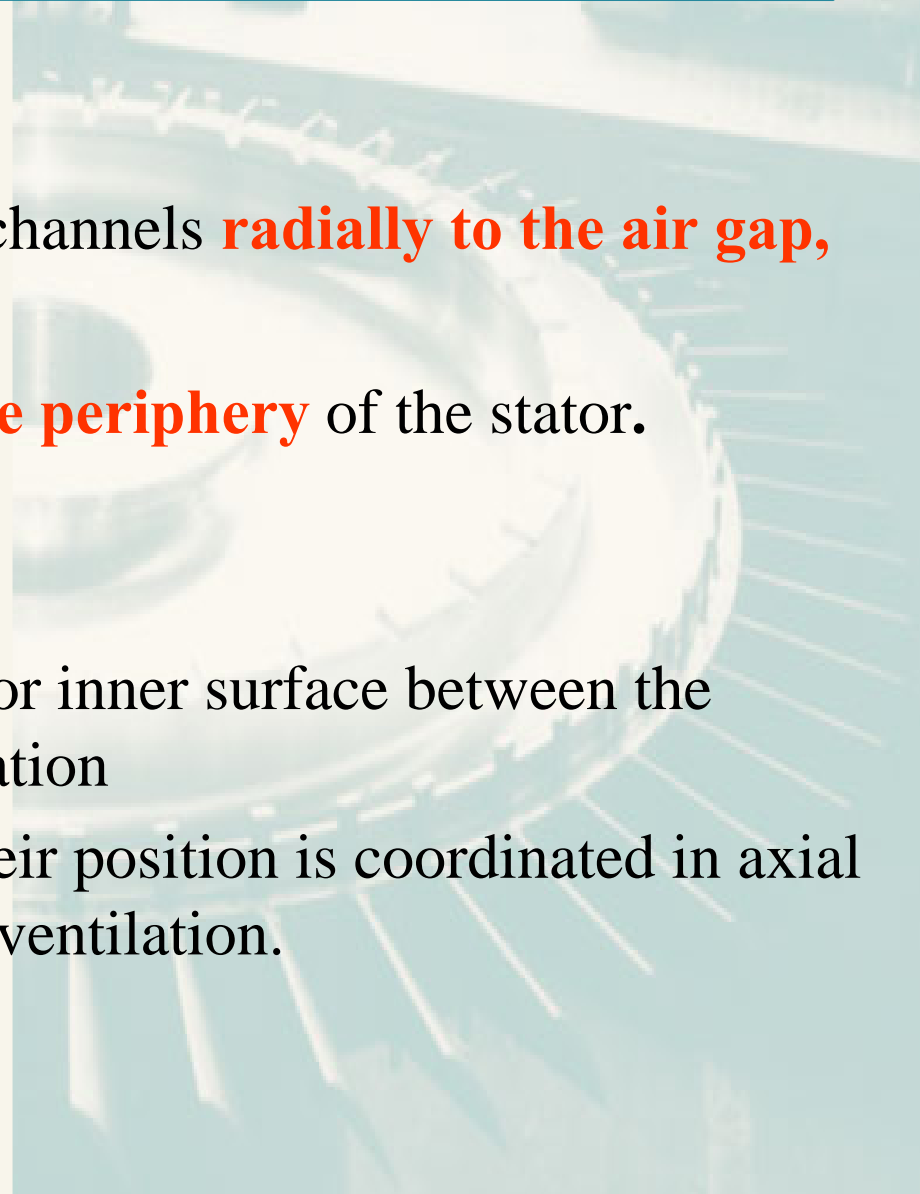 channels radially to the air gap,
e periphery of the stator.
or inner surface between the
ation
eir position is coordinated in axial
ventilation.